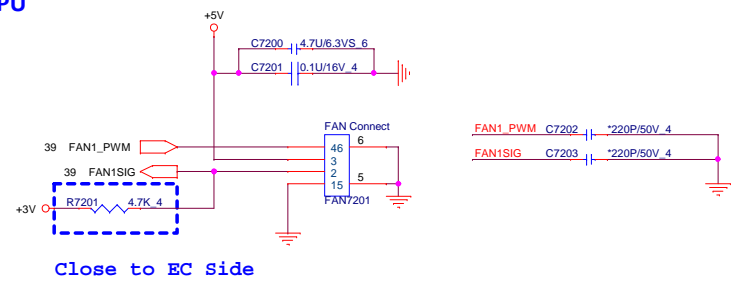 PU
+5V
C7200 4.7U/6.3VS_6
C7201 0.1U/16V_4
FAN Connect
39 FAN1_PWM
46 6
3
39 FAN1SIG
2
15 5
FAN7201
+3V R7201 4.7K_4
Close to EC Side
FAN1_PWM C7202 *220P/50V_4
FAN1SIG C7203 *220P/50V_4